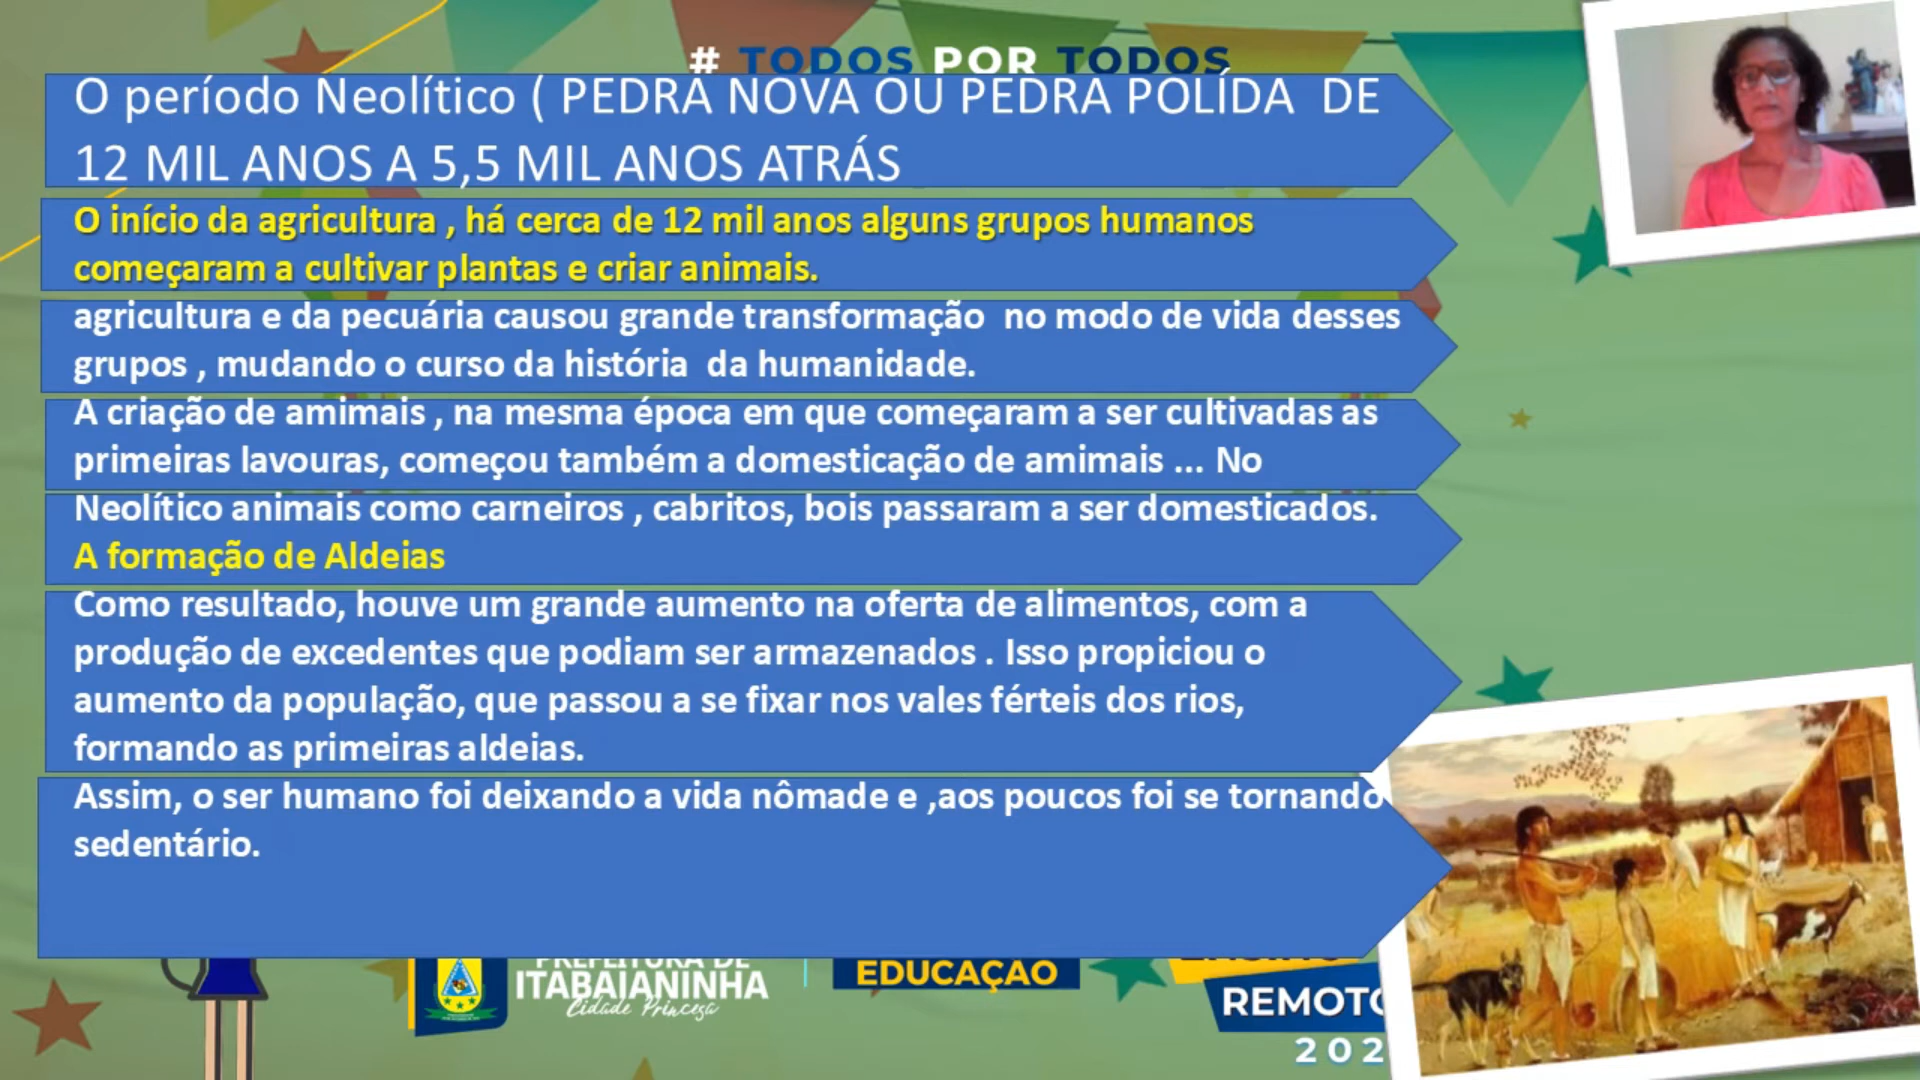 # TODOS POR TODOS
O período Neolítico ( PEDRA NOVA OU PEDRA POLÍDA DE
12 MIL ANOS A 5,5 MIL ANOS ATRÁS
O início da agricultura , há cerca de 12 mil anos alguns grupos humanos
começaram a cultivar plantas e criar animais.
agricultura e da pecuária causou grande transformação no modo de vida desses
grupos , mudando o curso da história da humanidade.
A criação de amimais , na mesma época em que começaram a ser cultivadas as
primeiras lavouras, começou também a domesticação de amimais ... No
Neolítico animais como carneiros , cabritos, bois passaram a ser domesticados.
A formação de Aldeias
Como resultado, houve um grande aumento na oferta de alimentos, com a
produção de excedentes que podiam ser armazenados . Isso propiciou o
aumento da população, que passou a se fixar nos vales férteis dos rios,
formando as primeiras aldeias.
Assim, o ser humano foi deixando a vida nômade e ,aos poucos foi se tornando
sedentário.
PREFEITURA DE
ITABAIANINHA
Cidade Princesa
EDUCAÇÃO
ENSINO
REMOTO
202